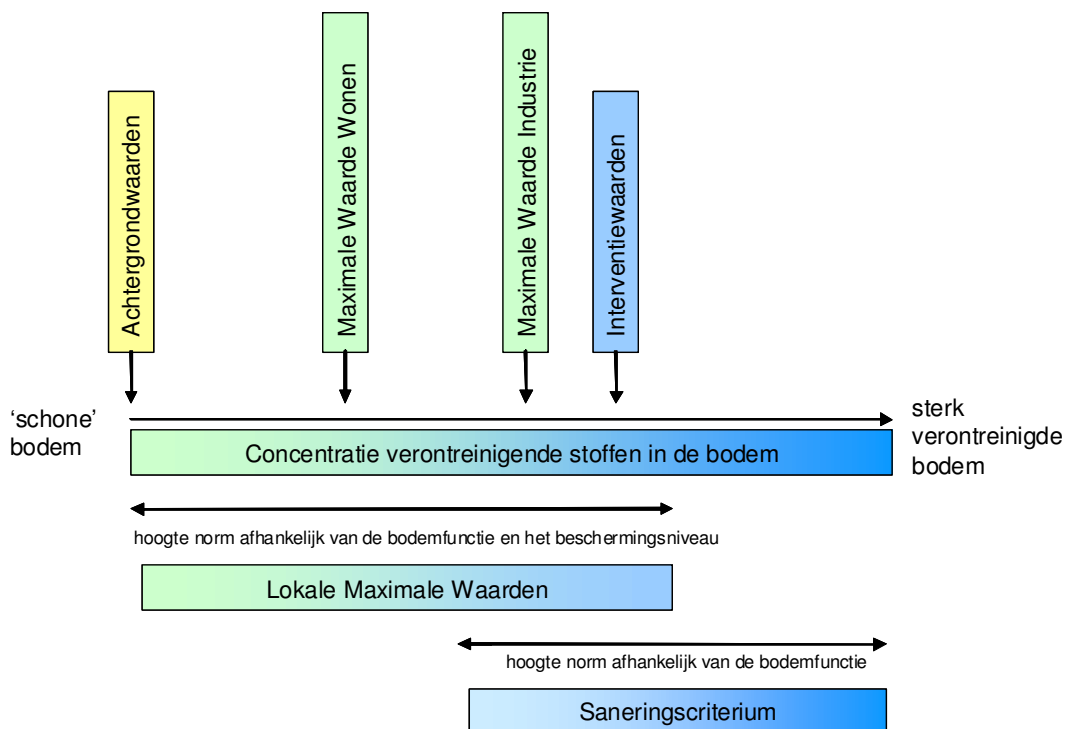 Achtergrondwaarden
Maximale Waarde Wonen
Maximale Waarde Industrie
Interventiewaarden
‘schone’
bodem
sterk
verontreinigde
bodem
Concentratie verontreinigende stoffen in de bodem
hoogte norm afhankelijk van de bodemfunctie en het beschermingsniveau
Lokale Maximale Waarden
hoogte norm afhankelijk van de bodemfunctie
Saneringscriterium